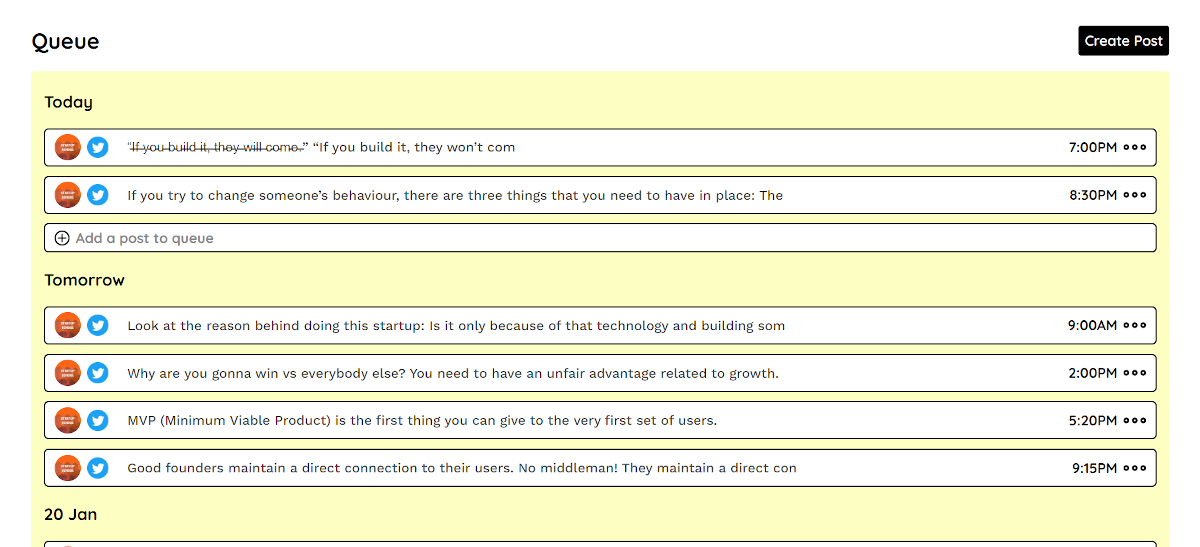 Queue
Create Post
Today
"If you build it, they will come." “If you build it, they won’t com
7:00PM
If you try to change someone’s behaviour, there are three things that you need to have in place: The
8:30PM
Add a post to queue
Tomorrow
Look at the reason behind doing this startup: Is it only because of that technology and building som
9:00AM
Why are you gonna win vs everybody else? You need to have an unfair advantage related to growth.
2:00PM
MVP (Minimum Viable Product) is the first thing you can give to the very first set of users.
5:20PM
Good founders maintain a direct connection to their users. No middleman! They maintain a direct con
9:15PM
20 Jan